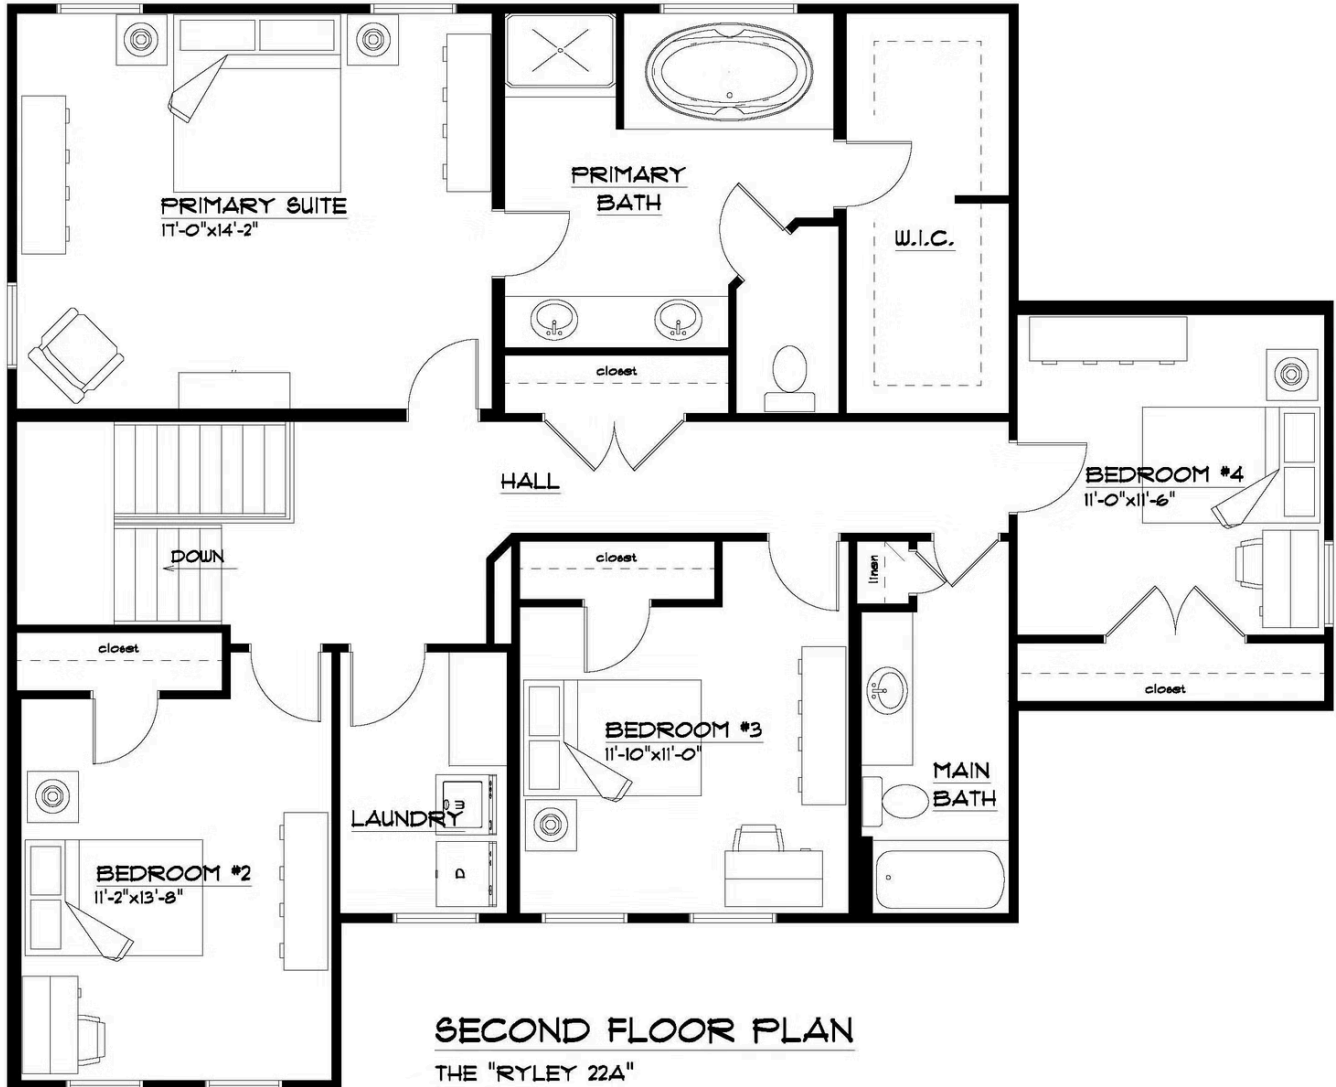 PRIMARY SUITE
17'-0"x14'-2"
PRIMARY
BATH
W.I.C.
closet
HALL
BEDROOM #4
11'-0"x11'-6"
DOWN
closet
linen
closet
closet
BEDROOM #3
11'-10"x11'-0"
MAIN
BATH
W
LAUNDRY
D
BEDROOM #2
11'-2"x13'-8"
SECOND FLOOR PLAN
THE "RYLEY 22A"